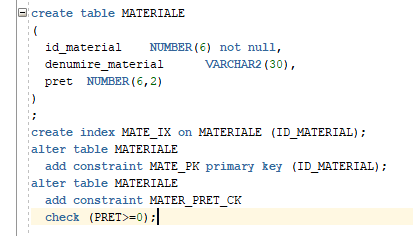 create table MATERIALE
(
id_material NUMBER(6) not null,
denumire_material VARCHAR2(30),
pret NUMBER(6,2)
)
;
create index MATE_IX on MATERIALE (ID_MATERIAL);
alter table MATERIALE
add constraint MATE_PK primary key (ID_MATERIAL);
alter table MATERIALE
add constraint MATER_PRET_CK
check (PRET>=0);